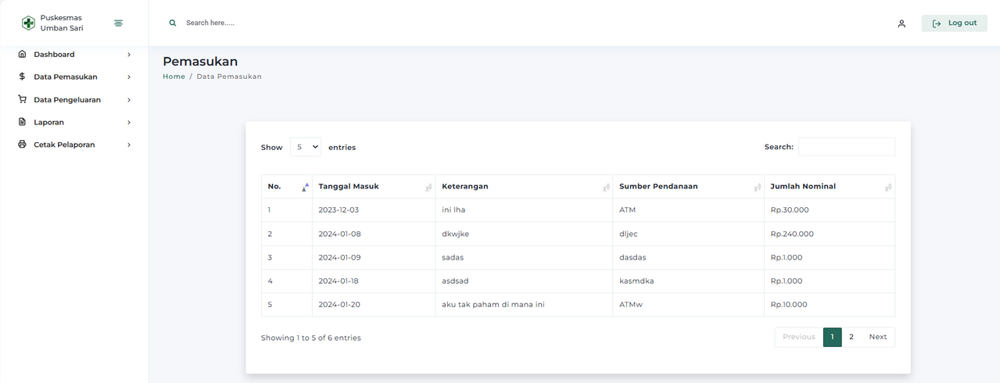 Puskesmas
Umban Sari
Search here.....
Log out
Dashboard
Data Pemasukan
Data Pengeluaran
Laporan
Cetak Pelaporan
Pemasukan
Home / Data Pemasukan
Show 5 entries
Search:
No. Tanggal Masuk Keterangan Sumber Pendanaan Jumlah Nominal
1 2023-12-03 ini lha ATM Rp.30.000
2 2024-01-08 dkwjke dljec Rp.240.000
3 2024-01-09 sadas dasdas Rp.1.000
4 2024-01-18 asdsad kasmdka Rp.1.000
5 2024-01-20 aku tak paham di mana ini ATMw Rp.10.000
Showing 1 to 5 of 6 entries
Previous 1 2 Next